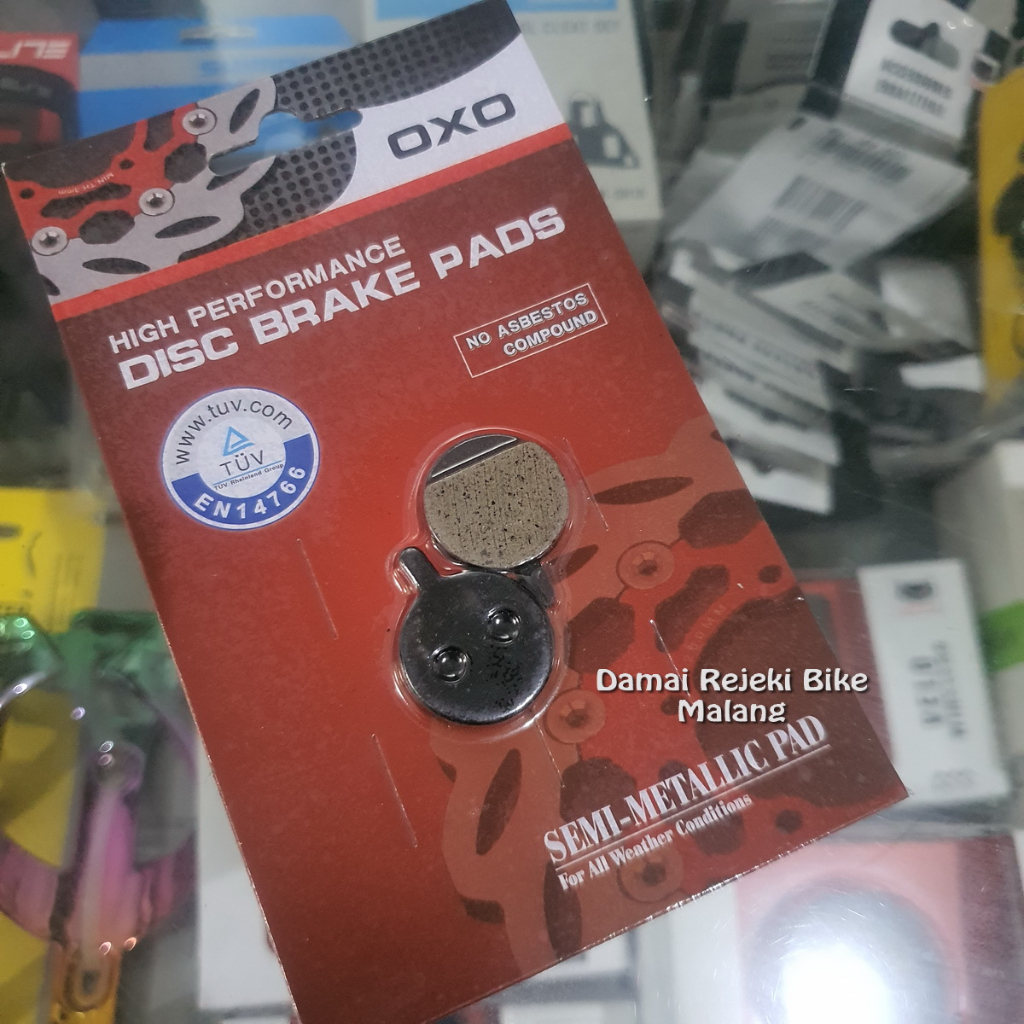 OXO
HIGH PERFORMANCE
DISC BRAKE PADS
NO ASBESTOS
COMPOUND
www.tuv.com
TÜV
TÜV Rheinland Group
EN14766
Damai Rejeki Bike
Malang
SEMI-METALLIC PAD
For All Weather Conditions
VELO